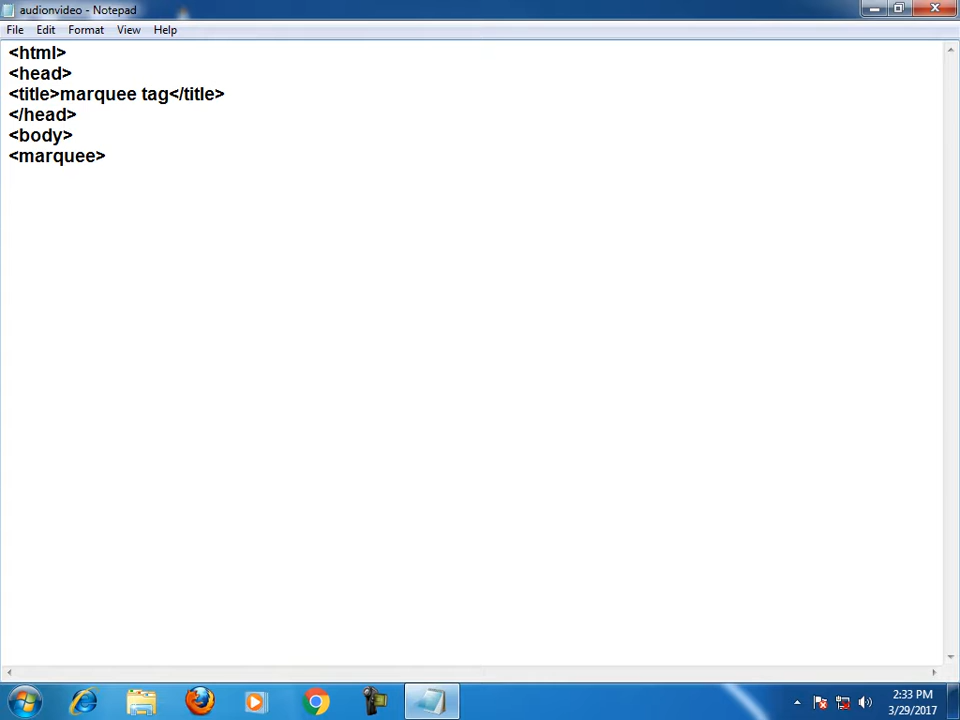 audionvideo - Notepad
File Edit Format View Help
<html>
<head>
<title>marquee tag</title>
</head>
<body>
<marquee>
2:33 PM
3/29/2017